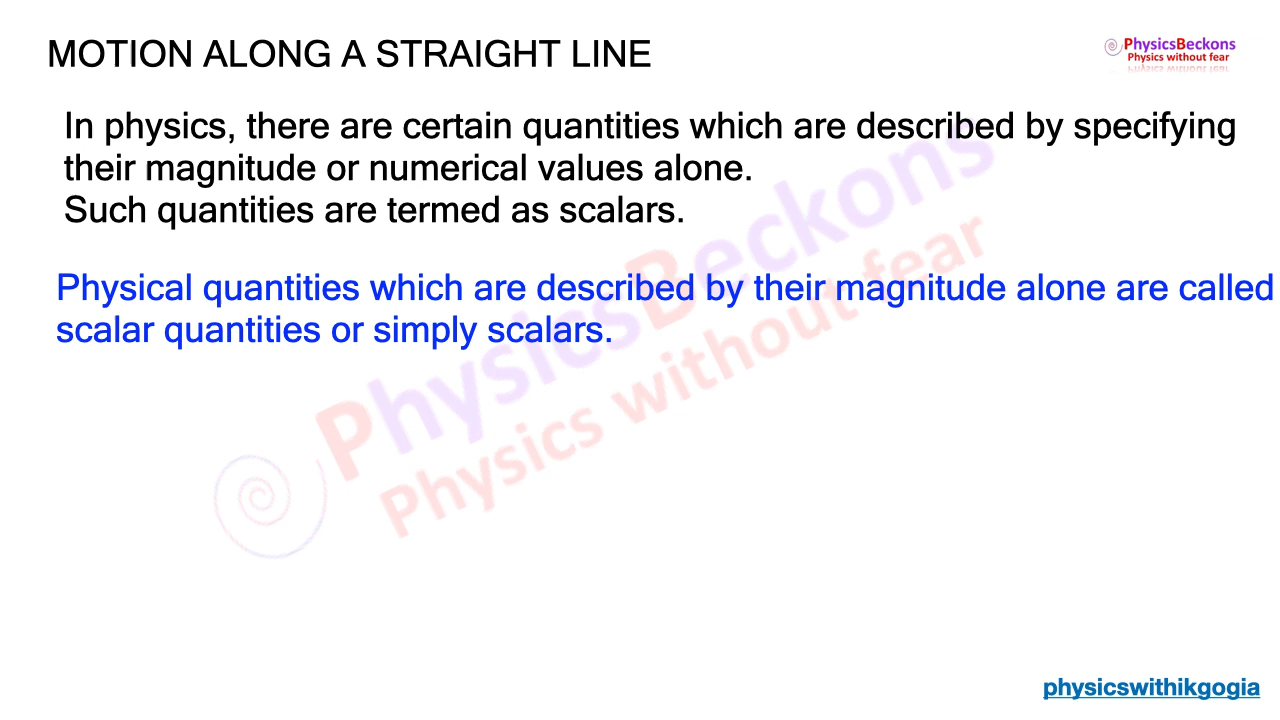 MOTION ALONG A STRAIGHT LINE
PhysicsBeckons
Physics without fear
In physics, there are certain quantities which are described by specifying
their magnitude or numerical values alone.
Such quantities are termed as scalars.
Physical quantities which are described by their magnitude alone are called
scalar quantities or simply scalars.
PhysicsBeckons
Physics without fear
physicswithikgogia